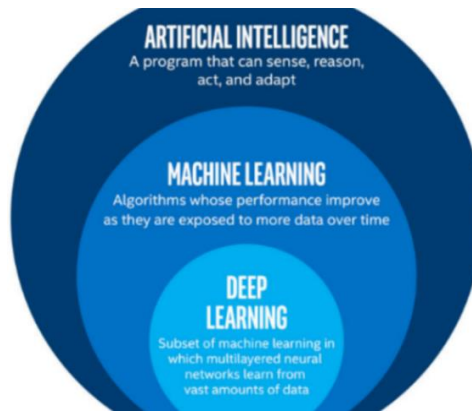 ARTIFICIAL INTELLIGENCE
A program that can sense, reason,
act, and adapt
MACHINE LEARNING
Algorithms whose performance improve
as they are exposed to more data over time
DEEP
LEARNING
Subset of machine learning in
which multilayered neural
networks learn from
vast amounts of data